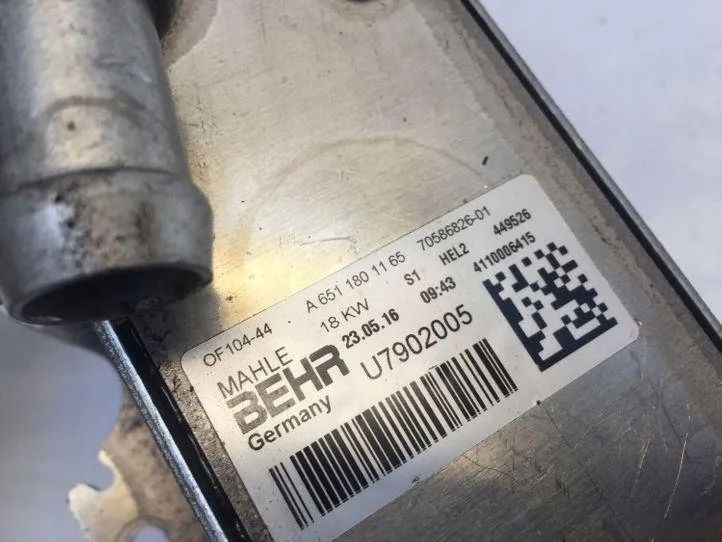 OF104-44 A 651 180 11 65 70586826-01
MAHLE 18 KW S1 HEL2 449526
BEHR 23.05.16 09:43 4110006415
Germany U7902005